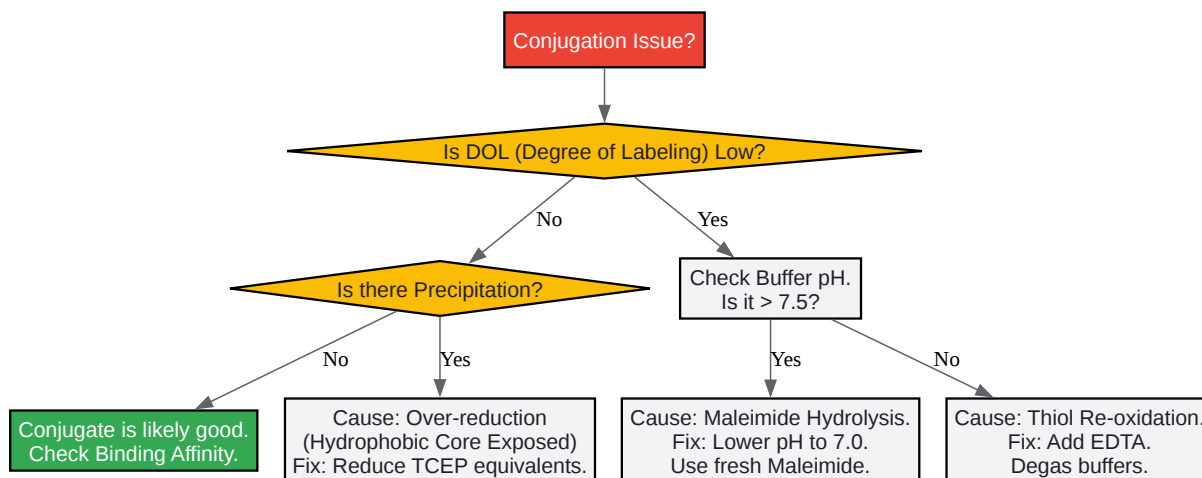 Conjugation Issue?
Is DOL (Degree of Labeling) Low?
No
Yes
Is there Precipitation?
Check Buffer pH.
Is it > 7.5?
No
Yes
Yes
No
Conjugate is likely good.
Check Binding Affinity.
Cause: Over-reduction
(Hydrophobic Core Exposed)
Fix: Reduce TCEP equivalents.
Cause: Maleimide Hydrolysis.
Fix: Lower pH to 7.0.
Use fresh Maleimide.
Cause: Thiol Re-oxidation.
Fix: Add EDTA.
Degas buffers.